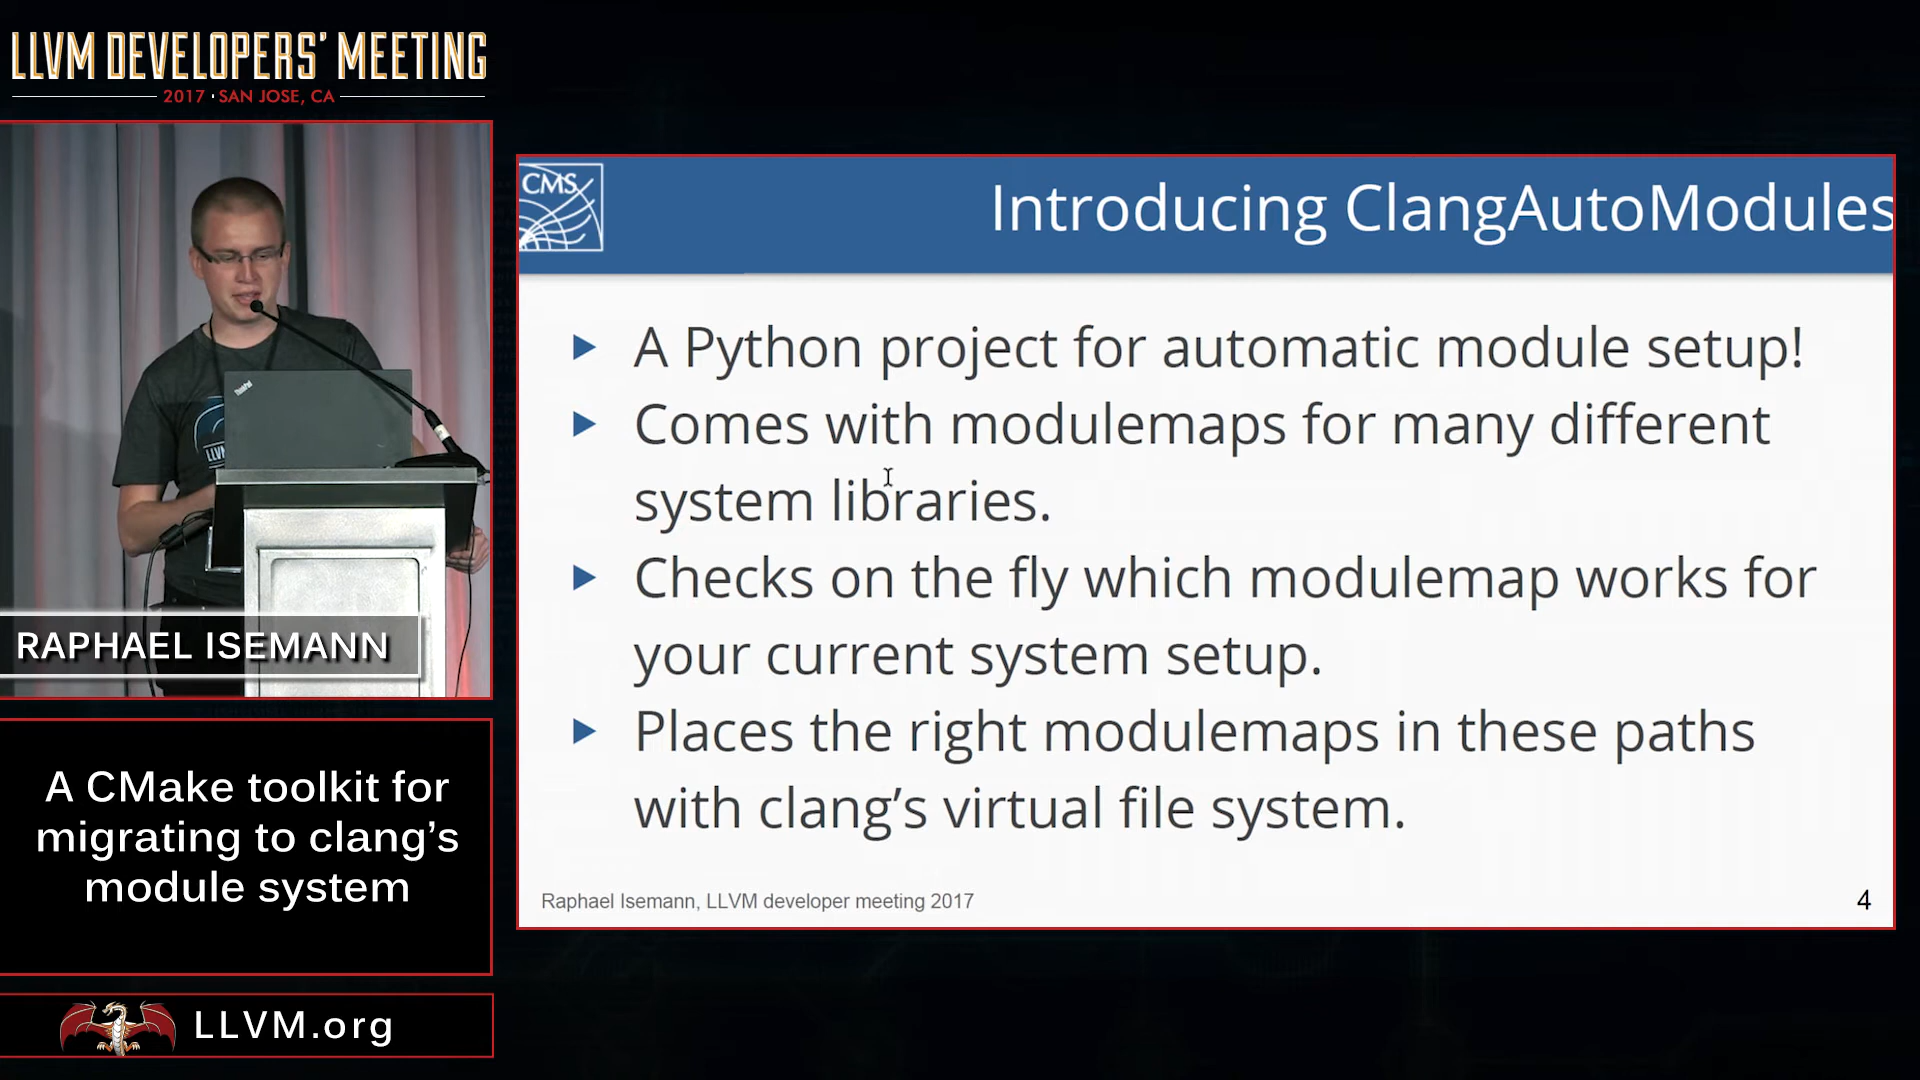 LLVM DEVELOPERS' MEETING
2017 · SAN JOSE, CA
CMS
Introducing ClangAutoModules
A Python project for automatic module setup!
Comes with modulemaps for many different
system libraries.
Checks on the fly which modulemap works for
your current system setup.
Places the right modulemaps in these paths
with clang’s virtual file system.
Raphael Isemann, LLVM developer meeting 2017
4
ThinkPad
LLVM
RAPHAEL ISEMANN
A CMake toolkit for
migrating to clang’s
module system
LLVM.org